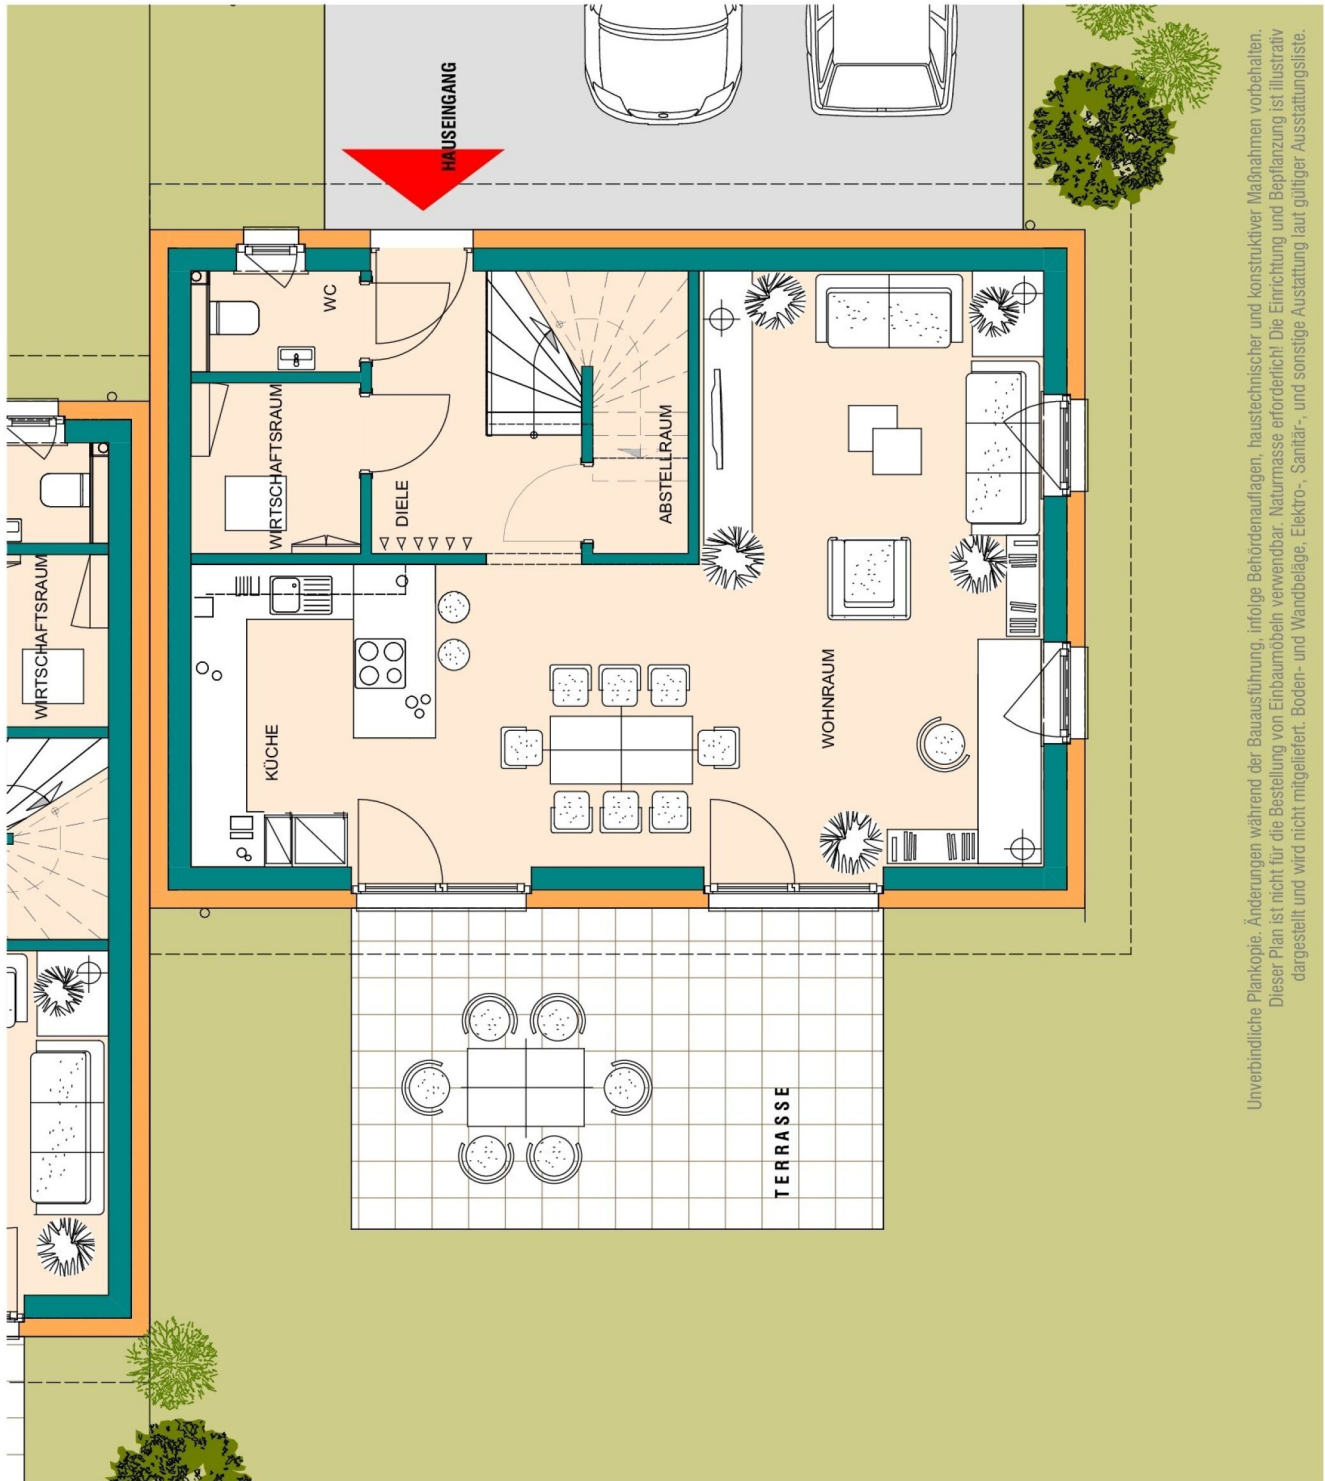 HAUSEINGANG
WC
WIRTSCHAFTSRAUM
DIELE
ABSTELLRAUM
WIRTSCHAFTSRAUM
KÜCHE
WOHNRAUM
TERRASSE
Unverbindliche Plankopie. Änderungen während der Bauausführung, infolge Behördenauflagen, haustechnischer und konstruktiver Maßnahmen vorbehalten.
Dieser Plan ist nicht für die Bestellung von Einbaumöbeln verwendbar. Naturmasse erforderlich! Die Einrichtung und Bepflanzung ist illustrativ
dargestellt und wird nicht mitgeliefert. Boden- und Wandbeläge, Elektro-, Sanitär-, und sonstige Austattung laut gültiger Ausstattungsliste.